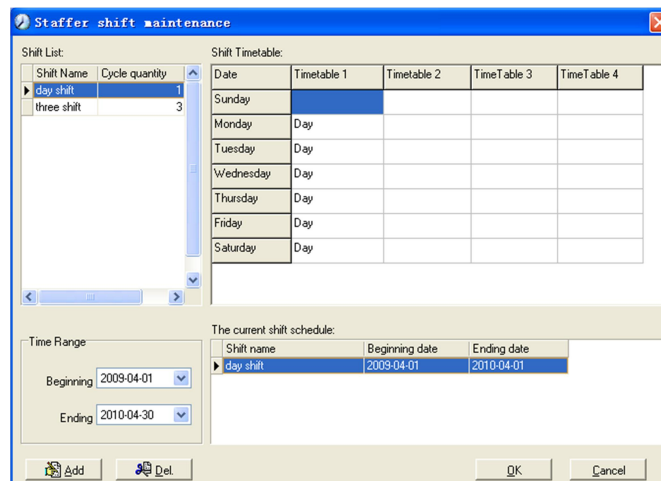 Staffer shift maintenance
Shift List:
Shift Name Cycle quantity
day shift 1
three shift 3
Shift Timetable:
Date Timetable 1 Timetable 2 TimeTable 3 TimeTable 4
Sunday
Monday Day
Tuesday Day
Wednesday Day
Thursday Day
Friday Day
Saturday Day
Time Range
Beginning 2009-04-01
Ending 2010-04-30
The current shift schedule:
Shift name Beginning date Ending date
day shift 2009-04-01 2010-04-01
Add Del. OK Cancel